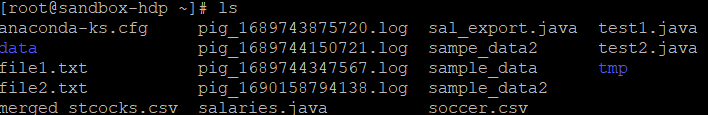 [root@sandbox-hdp ~]# ls
anaconda-ks.cfg pig_1689743875720.log sal_export.java test1.java
data pig_1689744150721.log sampe_data2 test2.java
file1.txt pig_1689744347567.log sample_data tmp
file2.txt pig_1690158794138.log sample_data2
merged_stcocks.csv salaries.java soccer.csv